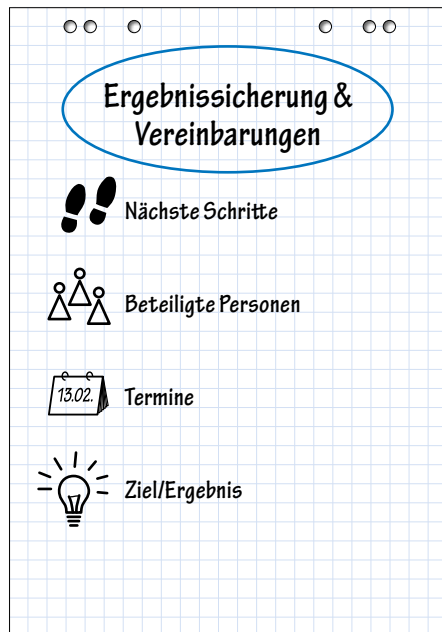 Ergebnissicherung &
Vereinbarungen
Nächste Schritte
Beteiligte Personen
13.02.
Termine
Ziel/Ergebnis